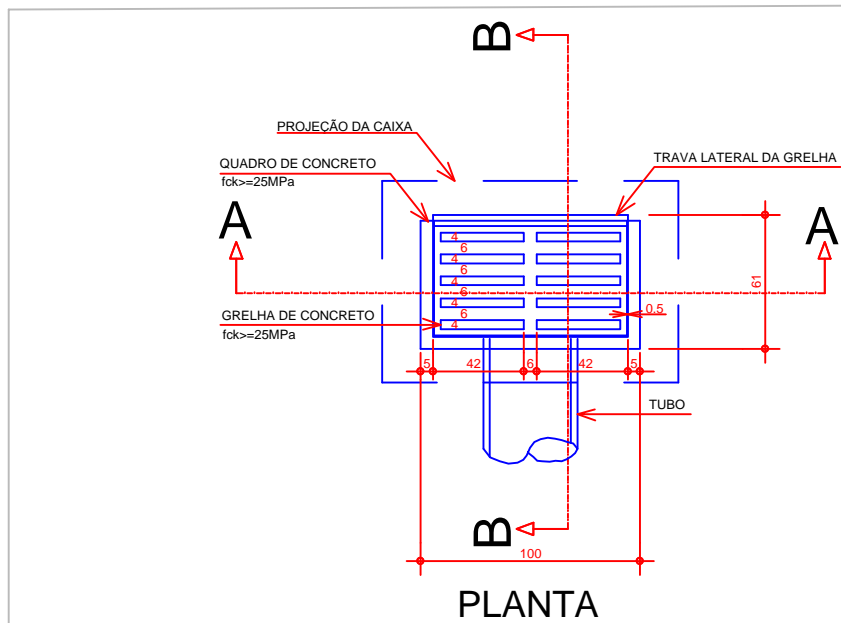 B
PROJEÇÃO DA CAIXA
QUADRO DE CONCRETO
fck>=25MPa
TRAVA LATERAL DA GRELHA
A
A
4
6
4
6
4
6
4
6
4
61
0.5
GRELHA DE CONCRETO
fck>=25MPa
5
42
6
42
5
TUBO
B
100
PLANTA